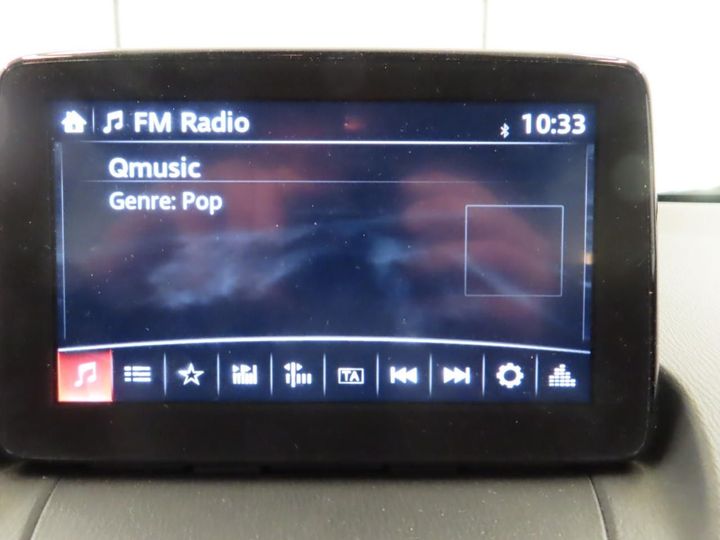 FM Radio 10:33
Qmusic
Genre: Pop
TA